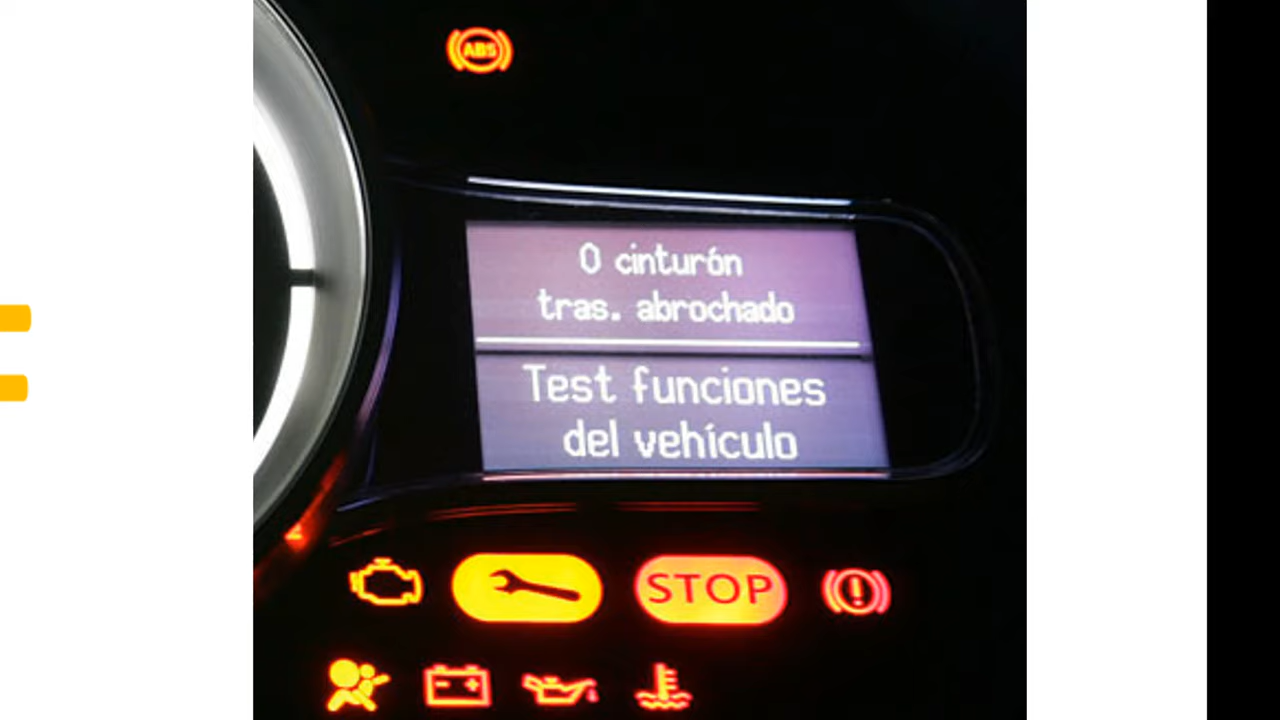 ABS
0 cinturón
tras. abrochado
Test funciones
del vehículo
STOP